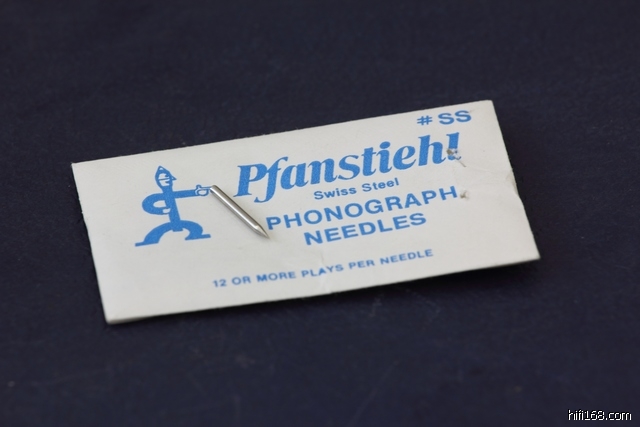 # SS
Pfanstiehl
Swiss Steel
PHONOGRAPH
NEEDLES
12 OR MORE PLAYS PER NEEDLE
hifi168.com